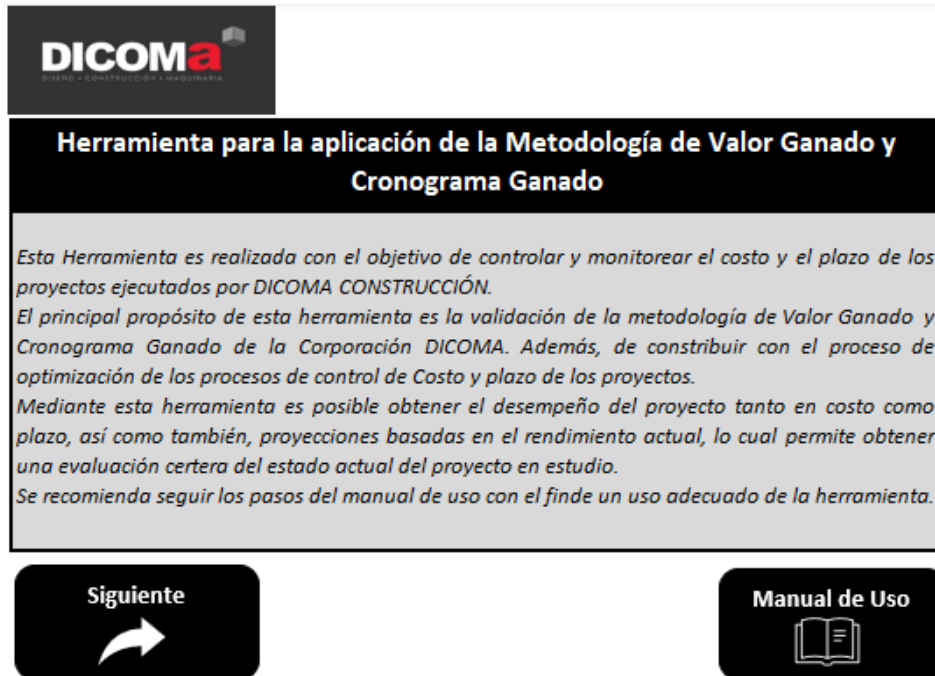 DICOMa
DISEÑO • CONSTRUCCIÓN • MAQUINARIA
Herramienta para la aplicación de la Metodología de Valor Ganado y
Cronograma Ganado
Esta Herramienta es realizada con el objetivo de controlar y monitorear el costo y el plazo de los
proyectos ejecutados por DICOMA CONSTRUCCIÓN.
El principal propósito de esta herramienta es la validación de la metodología de Valor Ganado y
Cronograma Ganado de la Corporación DICOMA. Además, de constribuir con el proceso de
optimización de los procesos de control de Costo y plazo de los proyectos.
Mediante esta herramienta es posible obtener el desempeño del proyecto tanto en costo como
plazo, así como también, proyecciones basadas en el rendimiento actual, lo cual permite obtener
una evaluación certera del estado actual del proyecto en estudio.
Se recomienda seguir los pasos del manual de uso con el finde un uso adecuado de la herramienta.
Siguiente
Manual de Uso